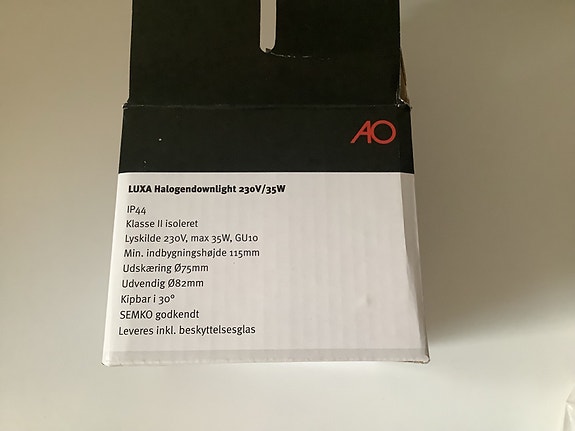 AO
LUXA Halogendownlight 230V/35W
IP44
Klasse II isoleret
Lyskilde 230V, max 35W, GU10
Min. indbygningshøjde 115mm
Udskæring Ø75mm
Udvendig Ø82mm
Kipbar i 30°
SEMKO godkendt
Leveres inkl. beskyttelsesglas